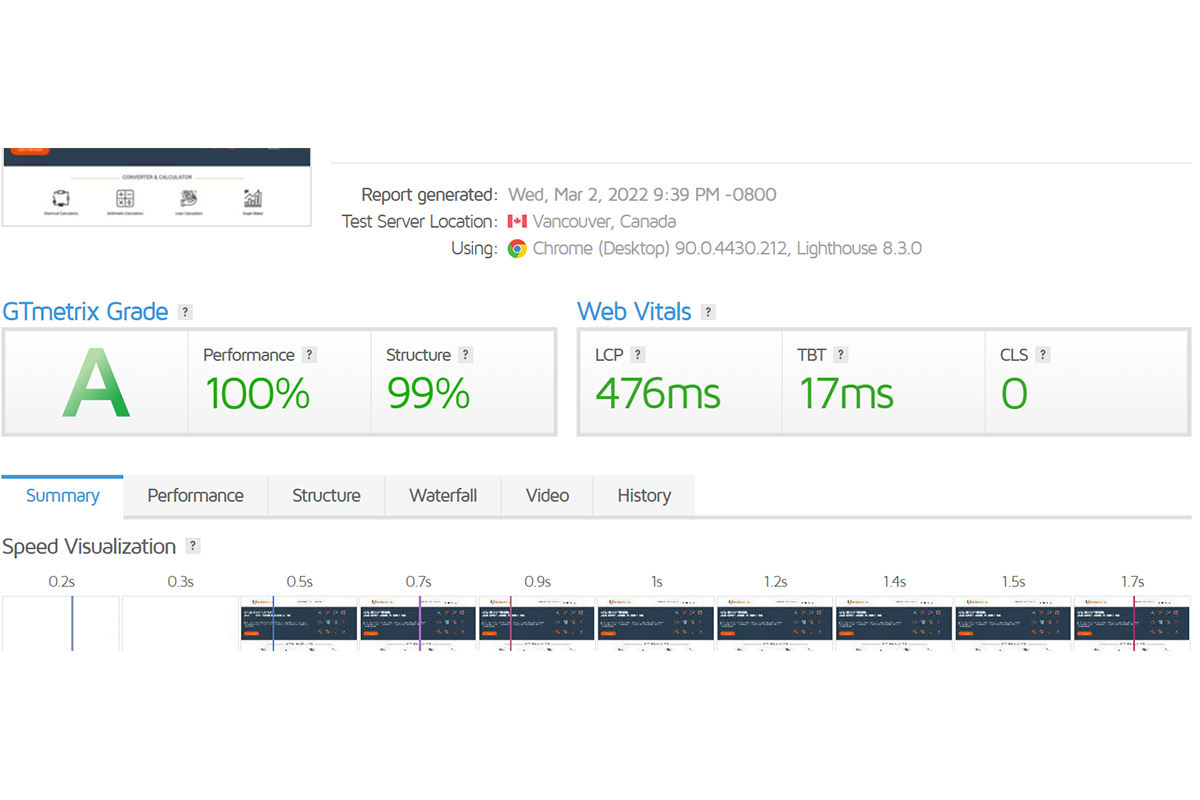 CONVERTER & CALCULATOR
Electrical Calculators Arithmetic Calculators Loan Calculators Graph Maker
Report generated: Wed, Mar 2, 2022 9:39 PM -0800
Test Server Location: Vancouver, Canada
Using: Chrome (Desktop) 90.0.4430.212, Lighthouse 8.3.0
GTmetrix Grade ?
Web Vitals ?
A
Performance ?
100%
Structure ?
99%
LCP ?
476ms
TBT ?
17ms
CLS ?
0
Summary Performance Structure Waterfall Video History
Speed Visualization ?
0.2s 0.3s 0.5s 0.7s 0.9s 1s 1.2s 1.4s 1.5s 1.7s